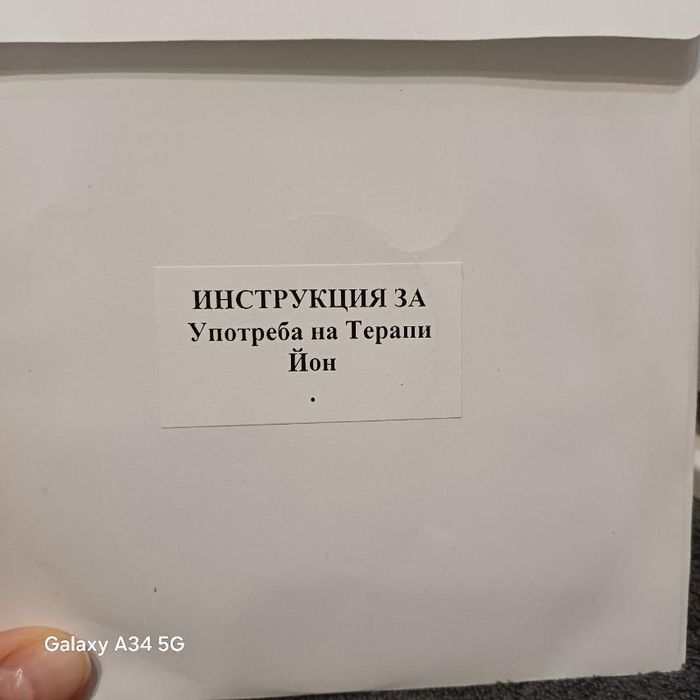 ИНСТРУКЦИЯ ЗА
Употреба на Терапи
Йон
.
Galaxy A34 5G